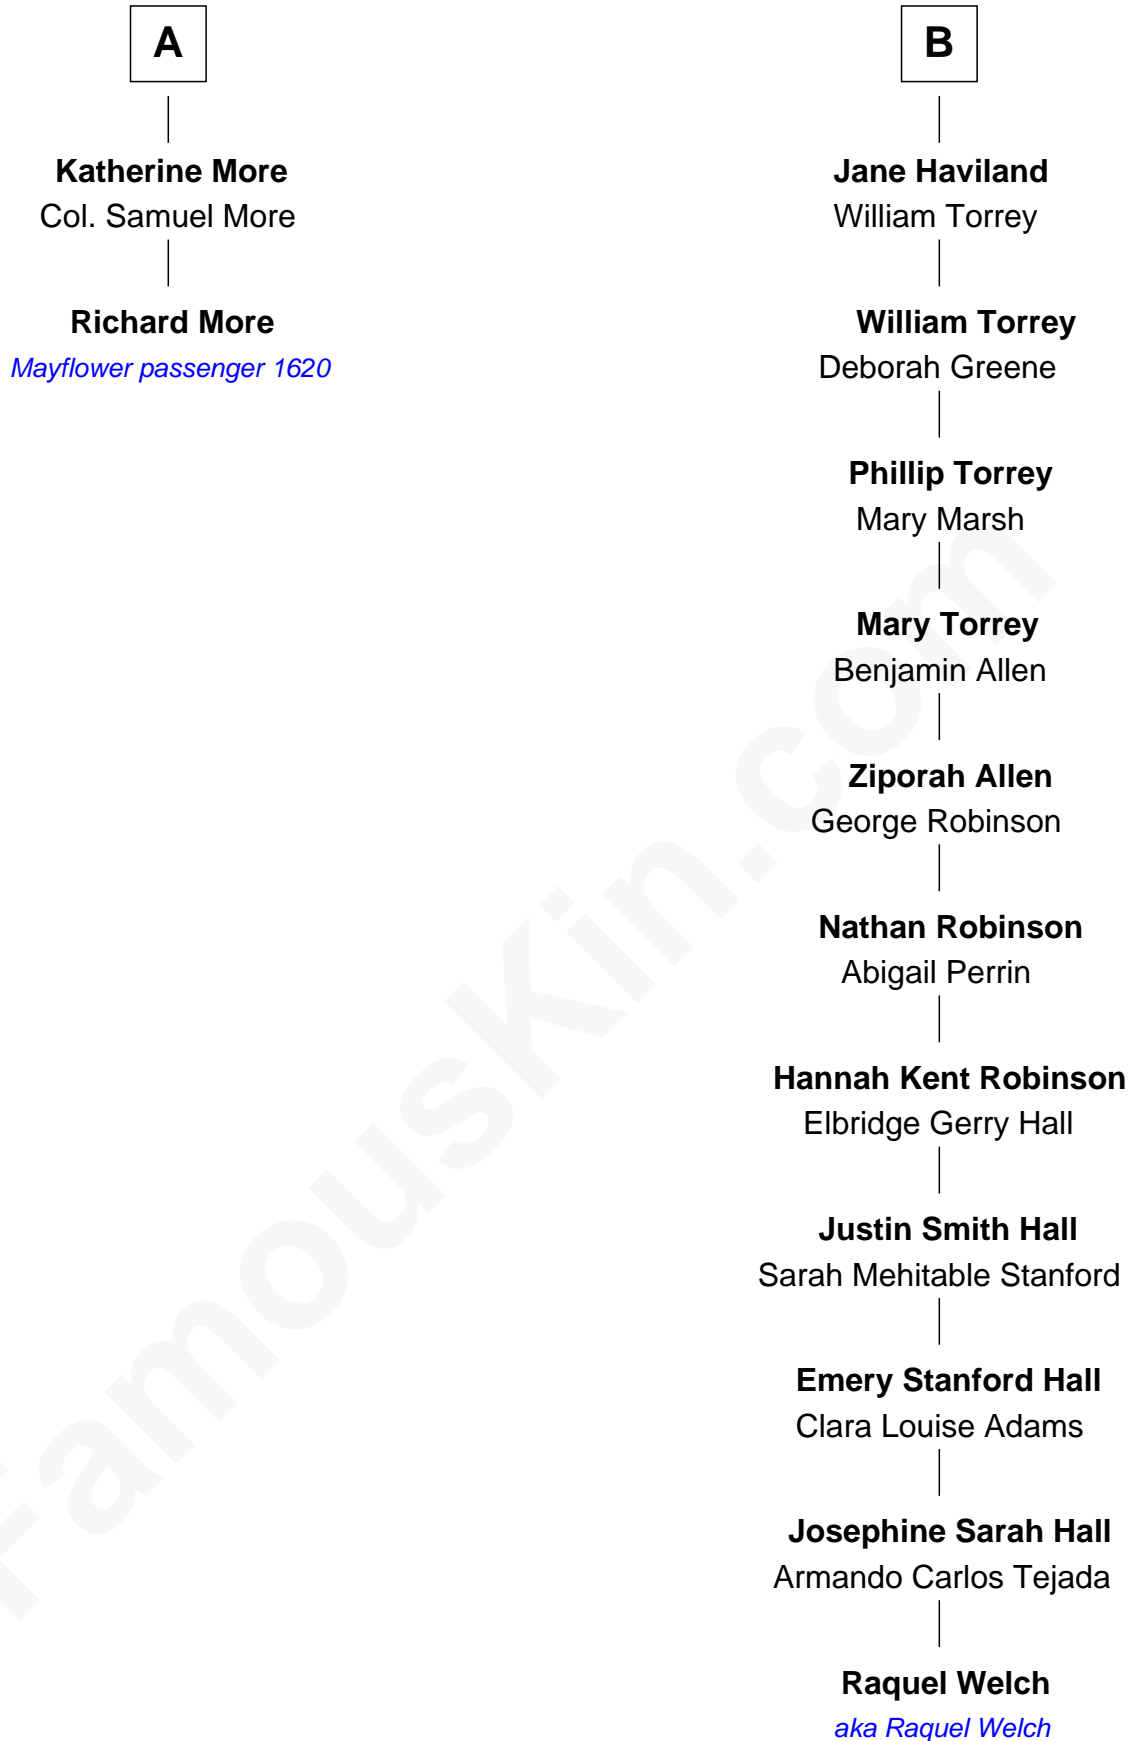 A
Katherine More
Col. Samuel More
Richard More
Mayflower passenger 1620
B
Jane Haviland
William Torrey
William Torrey
Deborah Greene
Phillip Torrey
Mary Marsh
Mary Torrey
Benjamin Allen
Ziporah Allen
George Robinson
Nathan Robinson
Abigail Perrin
Hannah Kent Robinson
Elbridge Gerry Hall
Justin Smith Hall
Sarah Mehitable Stanford
Emery Stanford Hall
Clara Louise Adams
Josephine Sarah Hall
Armando Carlos Tejada
Raquel Welch
aka Raquel Welch
FamousKin.com